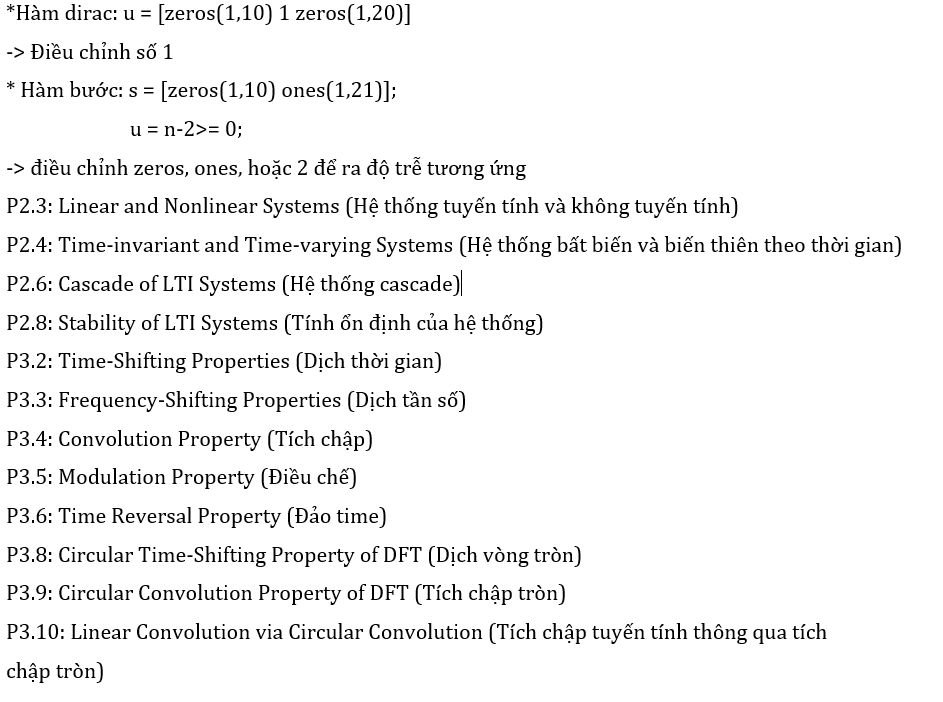 *Hàm dirac: u = [zeros(1,10) 1 zeros(1,20)]
-> Điều chỉnh số 1
* Hàm bước: s = [zeros(1,10) ones(1,21)];
u = n-2>= 0;
-> điều chỉnh zeros, ones, hoặc 2 để ra độ trễ tương ứng
P2.3: Linear and Nonlinear Systems (Hệ thống tuyến tính và không tuyến tính)
P2.4: Time-invariant and Time-varying Systems (Hệ thống bất biến và biến thiên theo thời gian)
P2.6: Cascade of LTI Systems (Hệ thống cascade)
P2.8: Stability of LTI Systems (Tính ổn định của hệ thống)
P3.2: Time-Shifting Properties (Dịch thời gian)
P3.3: Frequency-Shifting Properties (Dịch tần số)
P3.4: Convolution Property (Tích chập)
P3.5: Modulation Property (Điều chế)
P3.6: Time Reversal Property (Đảo time)
P3.8: Circular Time-Shifting Property of DFT (Dịch vòng tròn)
P3.9: Circular Convolution Property of DFT (Tích chập tròn)
P3.10: Linear Convolution via Circular Convolution (Tích chập tuyến tính thông qua tích
chập tròn)